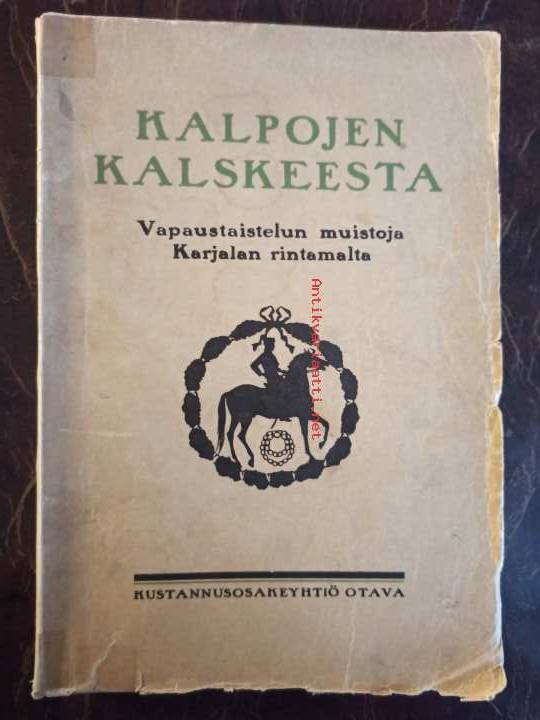 KALPOJEN
KALSKEESTA
Vapaustaistelun muistoja
Karjalan rintamalta
Antikvariaatti.net
KUSTANNUSOSAKEYHTIÖ OTAVA